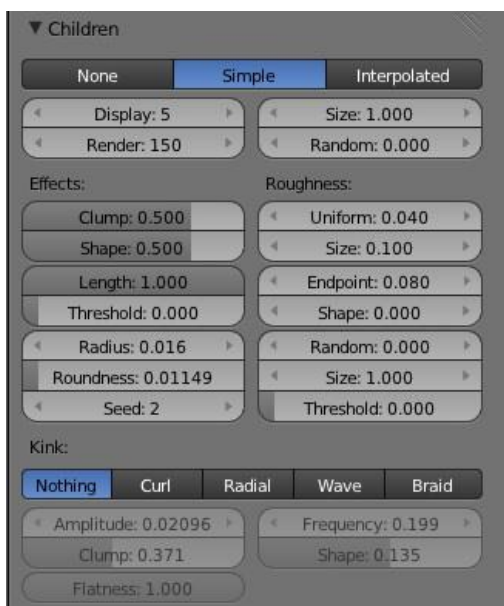 Children
None Simple Interpolated
Display: 5 Size: 1.000
Render: 150 Random: 0.000
Effects: Roughness:
Clump: 0.500 Uniform: 0.040
Shape: 0.500 Size: 0.100
Length: 1.000 Endpoint: 0.080
Threshold: 0.000 Shape: 0.000
Radius: 0.016 Random: 0.000
Roundness: 0.01149 Size: 1.000
Seed: 2 Threshold: 0.000
Kink:
Nothing Curl Radial Wave Braid
Amplitude: 0.02096 Frequency: 0.199
Clump: 0.371 Shape: 0.135
Flatness: 1.000